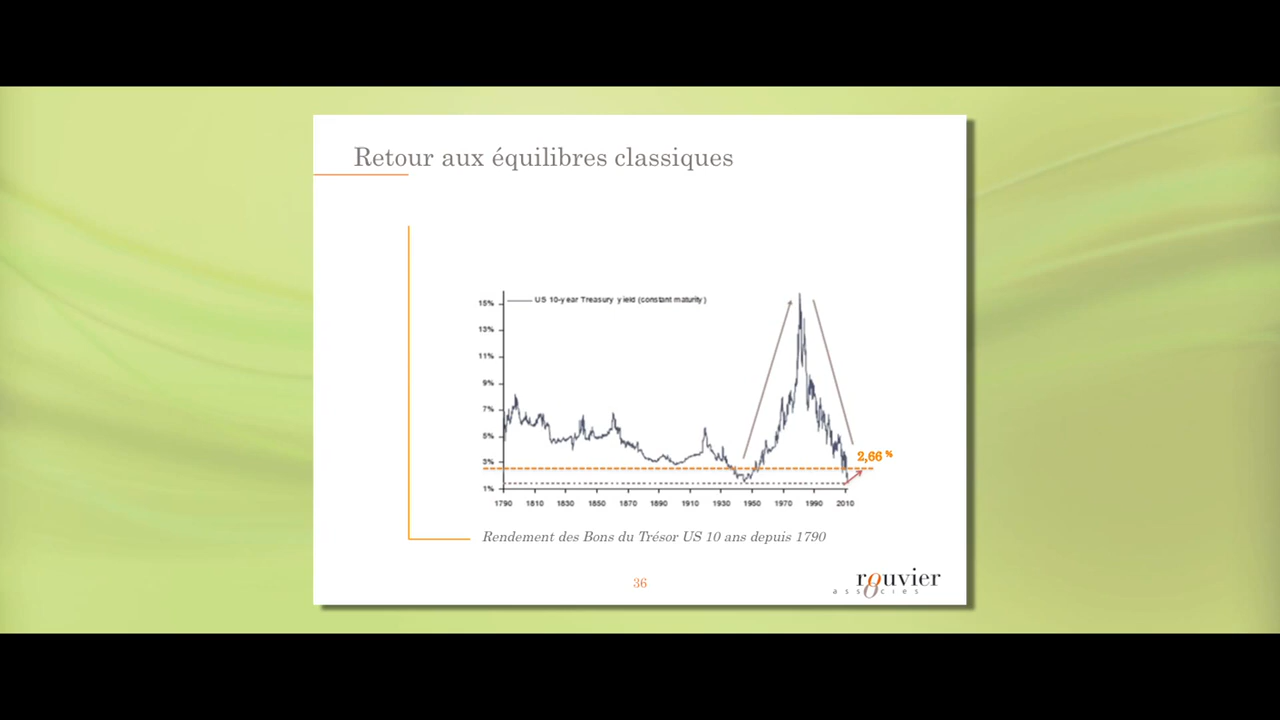 Retour aux équilibres classiques
US 10-year Treasury yield (constant maturity)
15%
13%
11%
9%
7%
5%
3%
1%
2,66 %
1790 1810 1830 1850 1870 1890 1910 1930 1950 1970 1990 2010
Rendement des Bons du Trésor US 10 ans depuis 1790
36
rouvier
associés